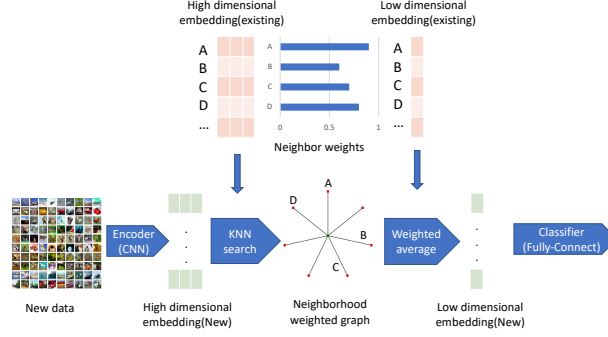 High dimensional
embedding(existing)
Low dimensional
embedding(existing)
A
B
C
D
...
A
B
C
D
0
0.5
1
Neighbor weights
A
B
C
D
...
Encoder
(CNN)
KNN
search
A
D
B
C
Weighted
average
Classifier
(Fully-Connect)
New data
High dimensional
embedding(New)
Neighborhood
weighted graph
Low dimensional
embedding(New)